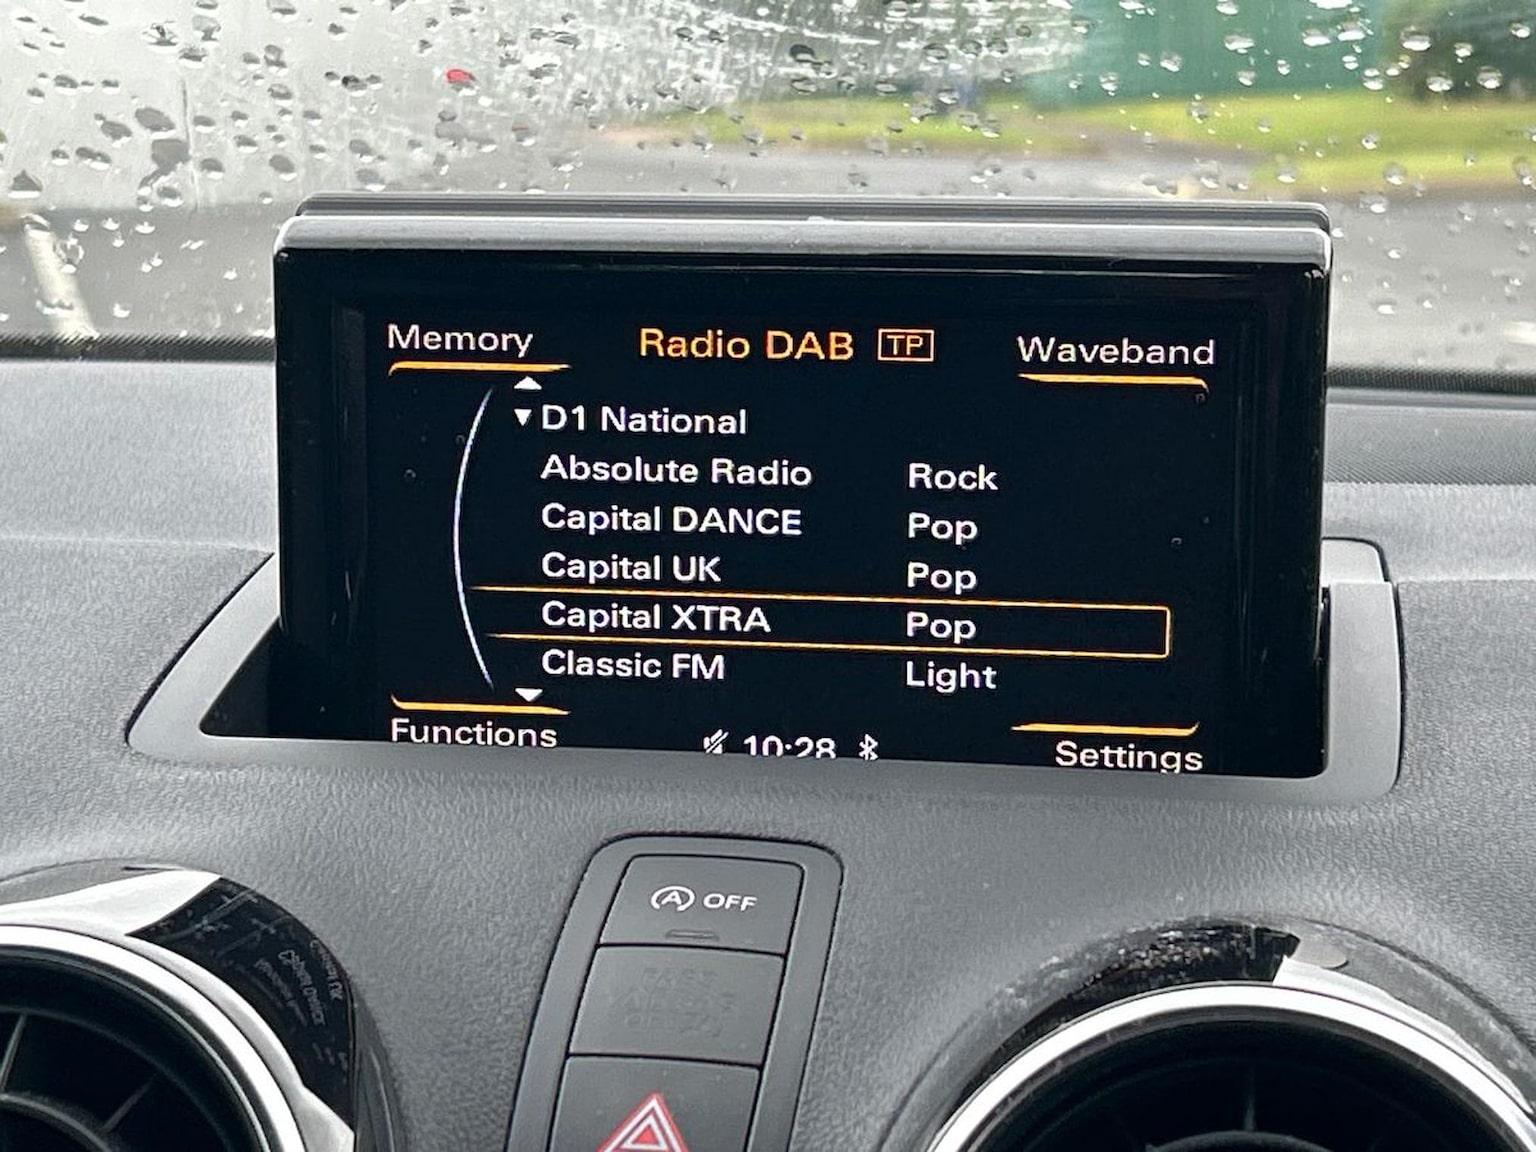 Memory
Radio DAB TP
Waveband
▼ D1 National
Absolute Radio Rock
Capital DANCE Pop
Capital UK Pop
Capital XTRA Pop
Classic FM Light
Functions
10:28
Settings
A OFF